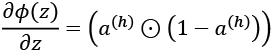 ∂ϕ(z)/∂z = (a⁽ʰ⁾ ⊙ (1 − a⁽ʰ⁾))